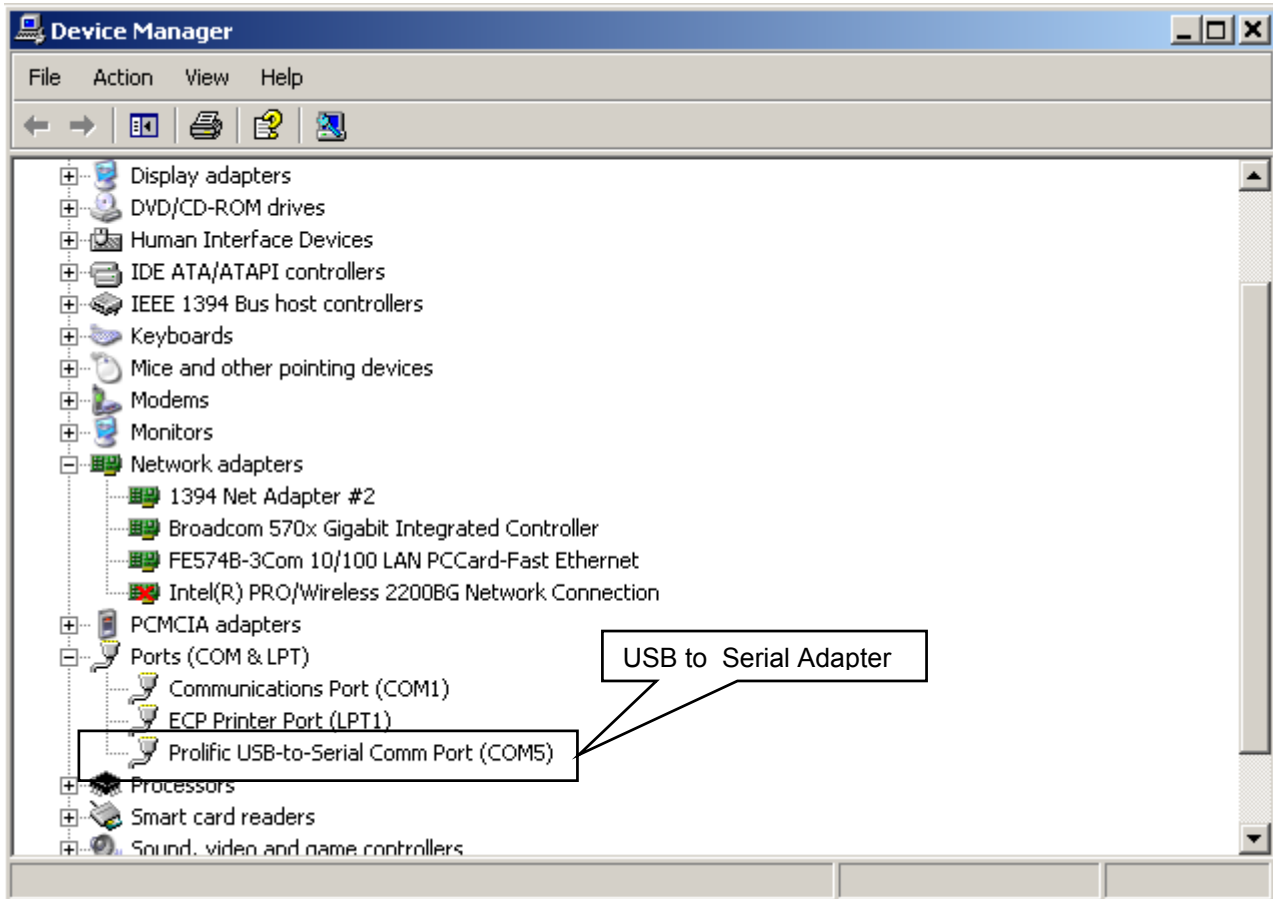 Device Manager
File Action View Help
Display adapters
DVD/CD-ROM drives
Human Interface Devices
IDE ATA/ATAPI controllers
IEEE 1394 Bus host controllers
Keyboards
Mice and other pointing devices
Modems
Monitors
Network adapters
1394 Net Adapter #2
Broadcom 570x Gigabit Integrated Controller
FE574B-3Com 10/100 LAN PCCard-Fast Ethernet
Intel(R) PRO/Wireless 2200BG Network Connection
PCMCIA adapters
Ports (COM & LPT)
USB to Serial Adapter
Communications Port (COM1)
ECP Printer Port (LPT1)
Prolific USB-to-Serial Comm Port (COM5)
Processors
Smart card readers
Sound, video and game controllers